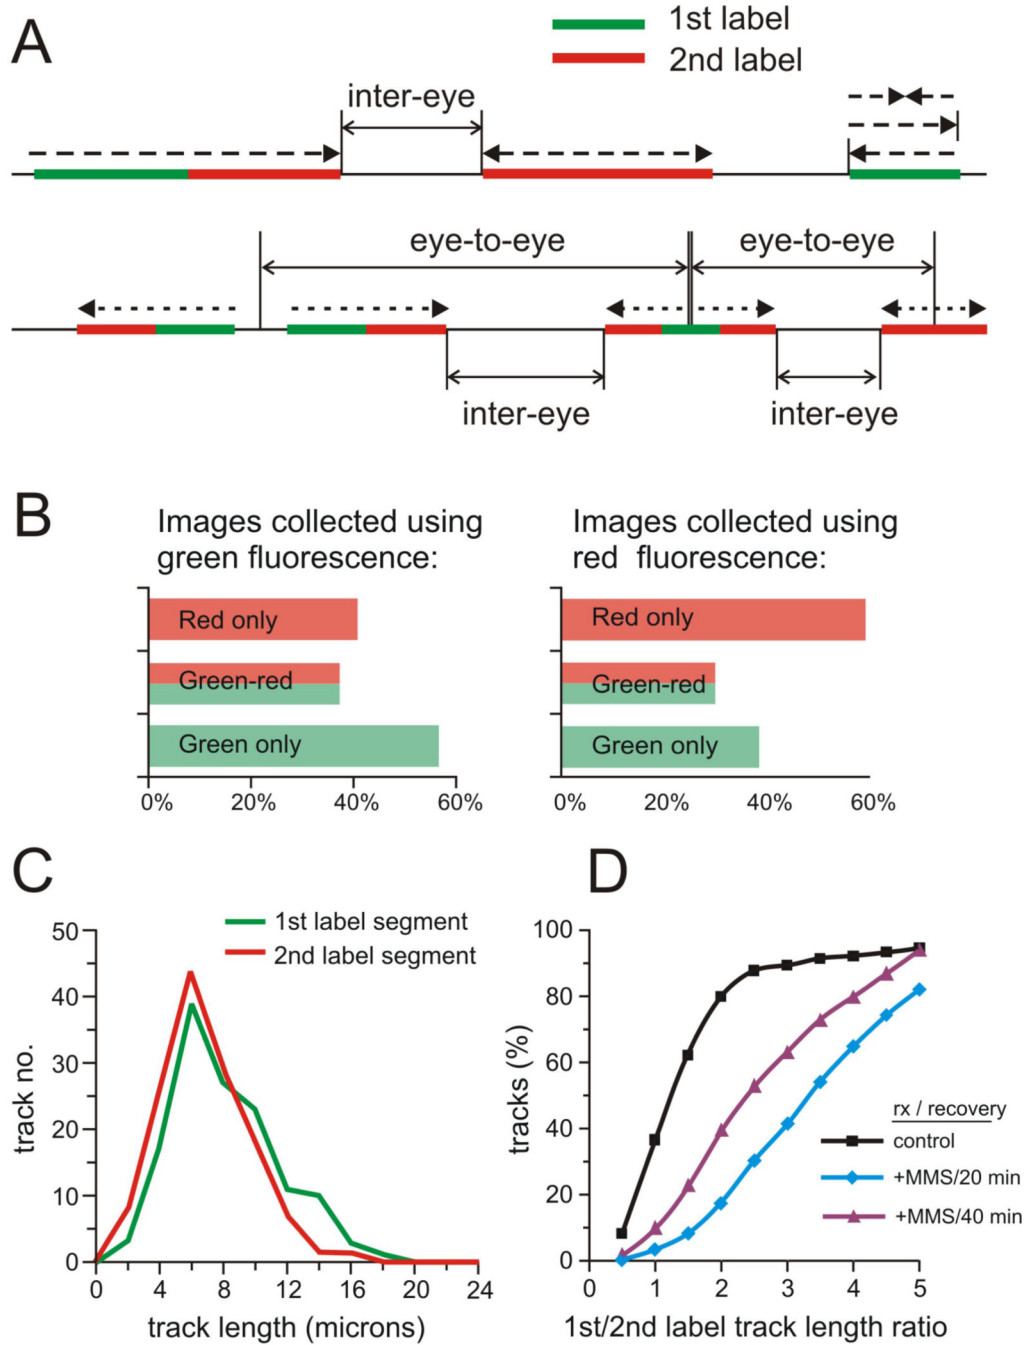 A
1st label
2nd label
inter-eye
eye-to-eye
eye-to-eye
inter-eye
inter-eye
B
Images collected using
green fluorescence:
Red only
Green-red
Green only
0%
20%
40%
60%
Images collected using
red fluorescence:
Red only
Green-red
Green only
0%
20%
40%
60%
C
1st label segment
2nd label segment
track no.
50
40
30
20
10
0
0
4
8
12
16
20
24
track length (microns)
D
tracks (%)
100
80
60
40
20
0
0
1
2
3
4
5
rx / recovery
control
+MMS/20 min
+MMS/40 min
1st/2nd label track length ratio